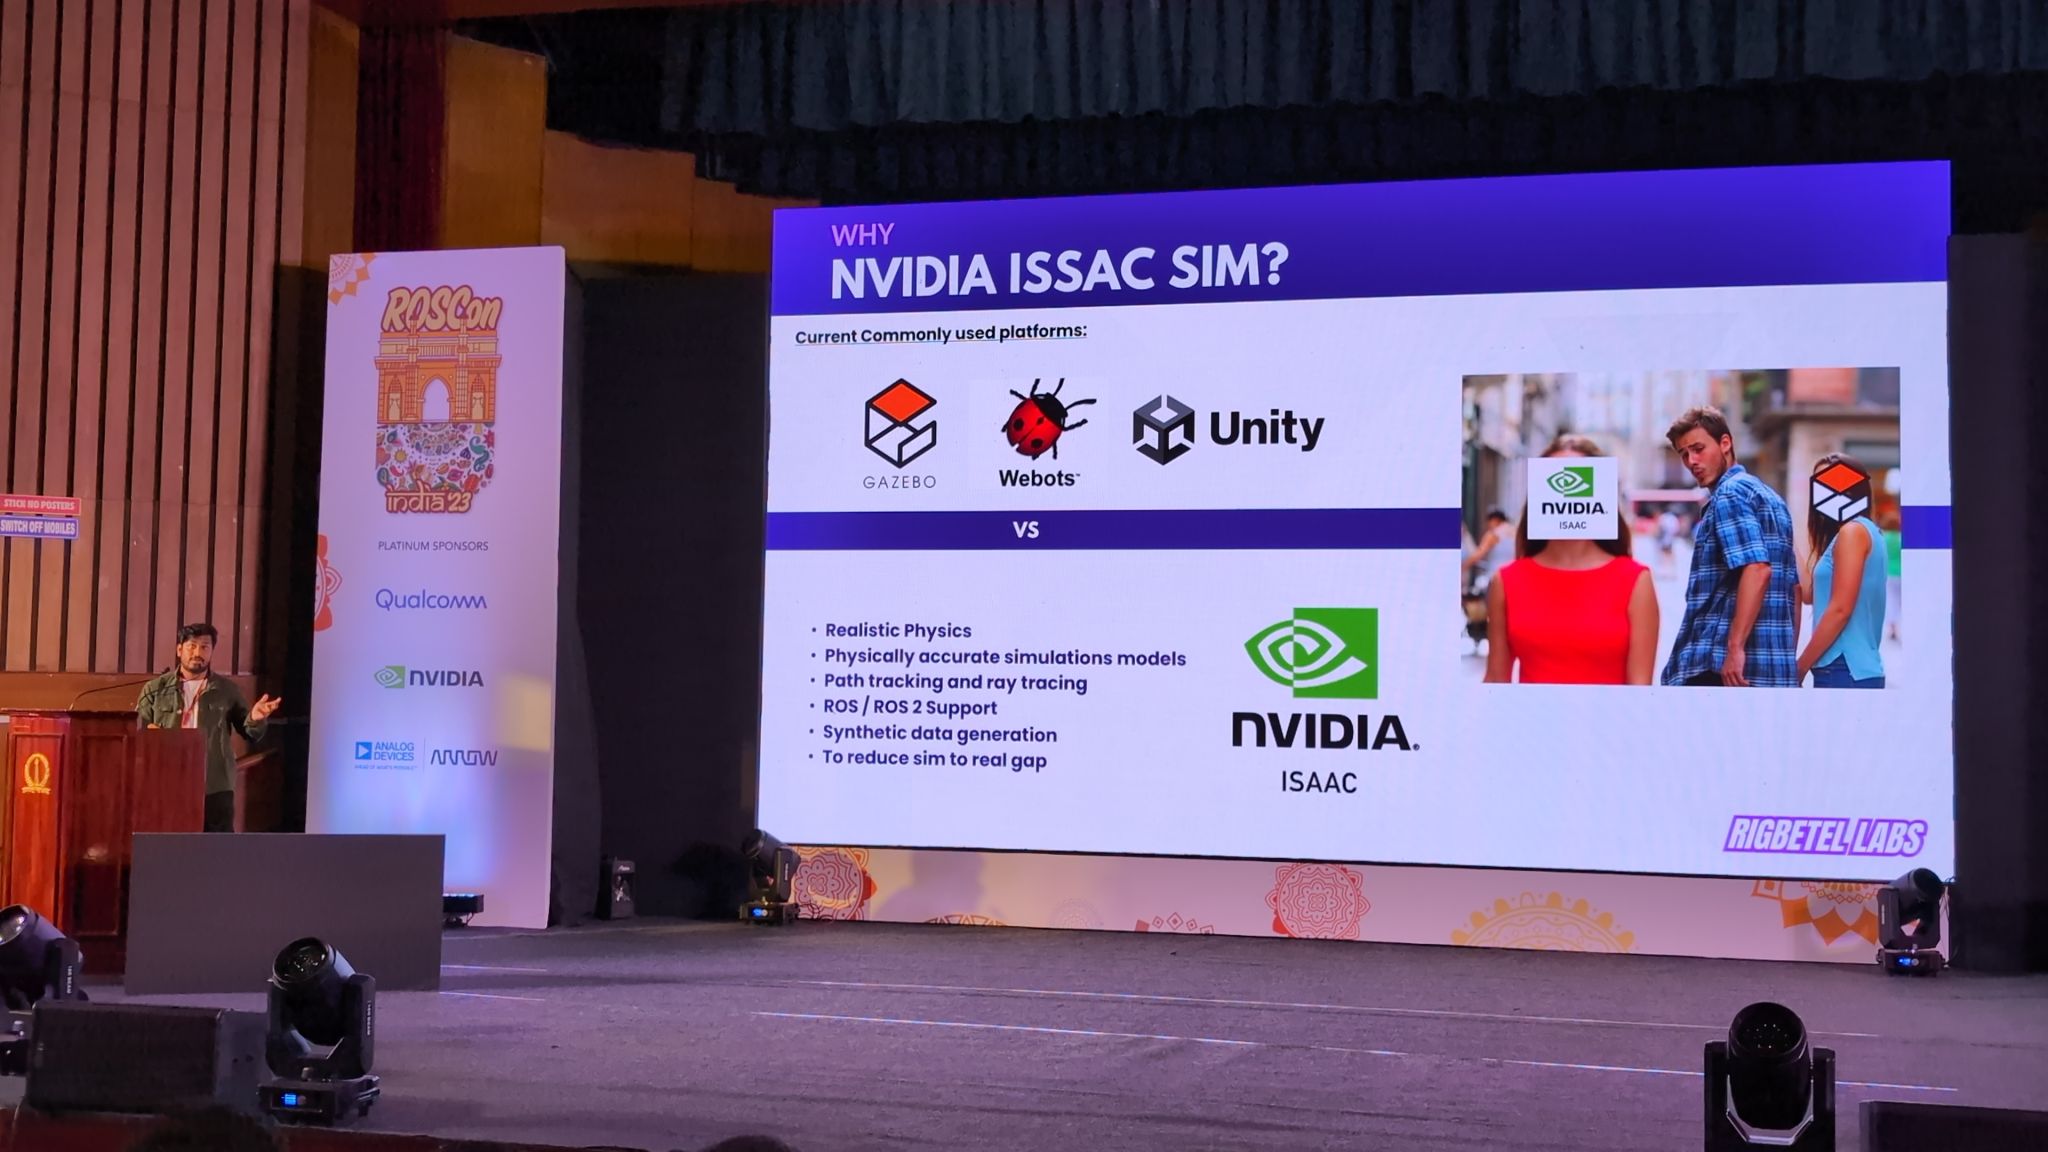 STICK NO POSTERS
SWITCH OFF MOBILES
ROSCon
india'23
PLATINUM SPONSORS
Qualcomm
NVIDIA
ANALOG
DEVICES
AHEAD OF WHAT'S POSSIBLE™
ARROW
WHY
NVIDIA ISSAC SIM?
Current Commonly used platforms:
GAZEBO
Webots™
Unity
VS
• Realistic Physics
• Physically accurate simulations models
• Path tracking and ray tracing
• ROS / ROS 2 Support
• Synthetic data generation
• To reduce sim to real gap
NVIDIA®
ISAAC
NVIDIA.
ISAAC
RIGBETEL LABS